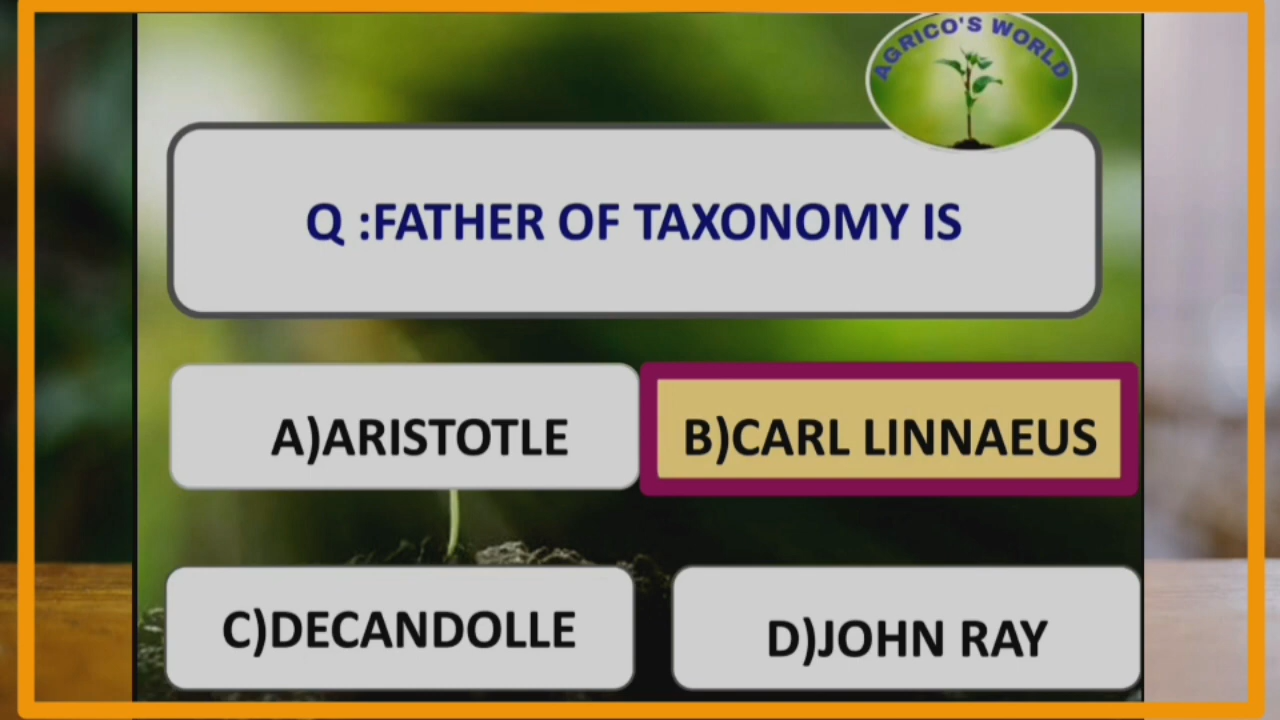 AGRICO'S WORLD
Q :FATHER OF TAXONOMY IS
A)ARISTOTLE
B)CARL LINNAEUS
C)DECANDOLLE
D)JOHN RAY